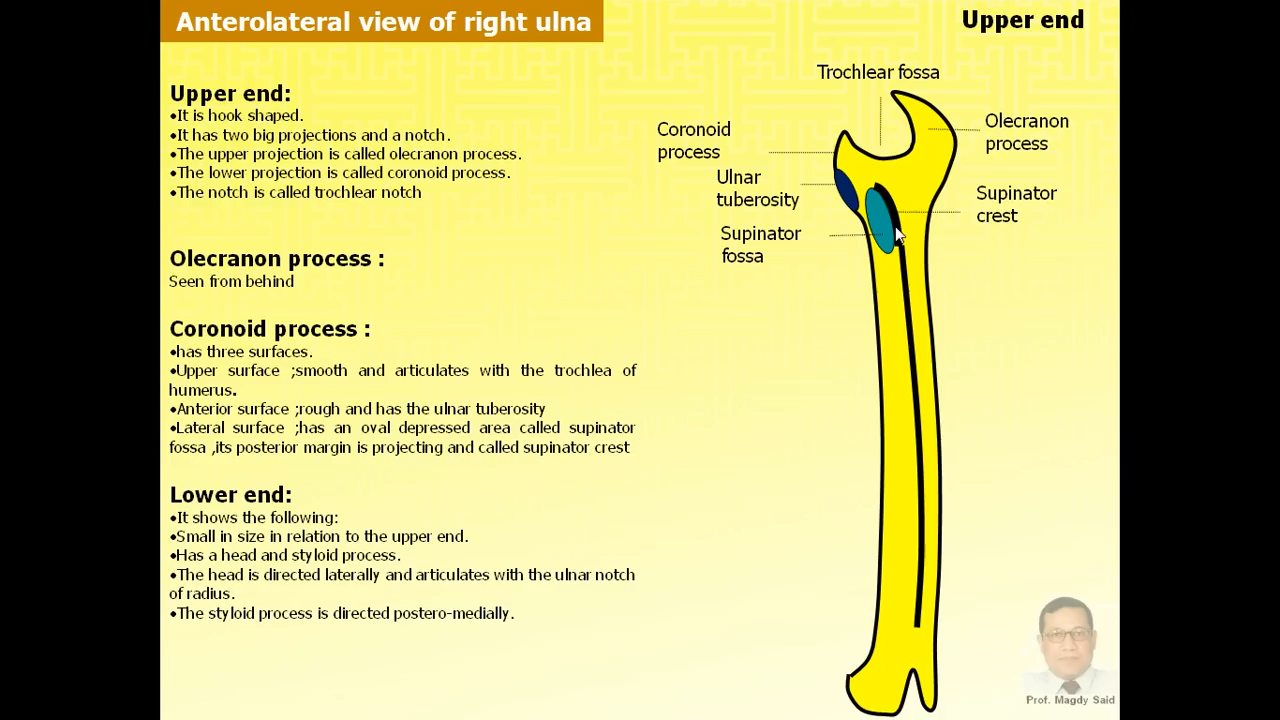 Anterolateral view of right ulna
Upper end
Upper end:
•It is hook shaped.
•It has two big projections and a notch.
•The upper projection is called olecranon process.
•The lower projection is called coronoid process.
•The notch is called trochlear notch
Olecranon process :
Seen from behind
Coronoid process :
•has three surfaces.
•Upper surface ;smooth and articulates with the trochlea of
humerus.
•Anterior surface ;rough and has the ulnar tuberosity
•Lateral surface ;has an oval depressed area called supinator
fossa ,its posterior margin is projecting and called supinator crest
Lower end:
•It shows the following:
•Small in size in relation to the upper end.
•Has a head and styloid process.
•The head is directed laterally and articulates with the ulnar notch
of radius.
•The styloid process is directed postero-medially.
Trochlear fossa
Coronoid
process
Olecranon
process
Ulnar
tuberosity
Supinator
crest
Supinator
fossa
Prof. Magdy Said